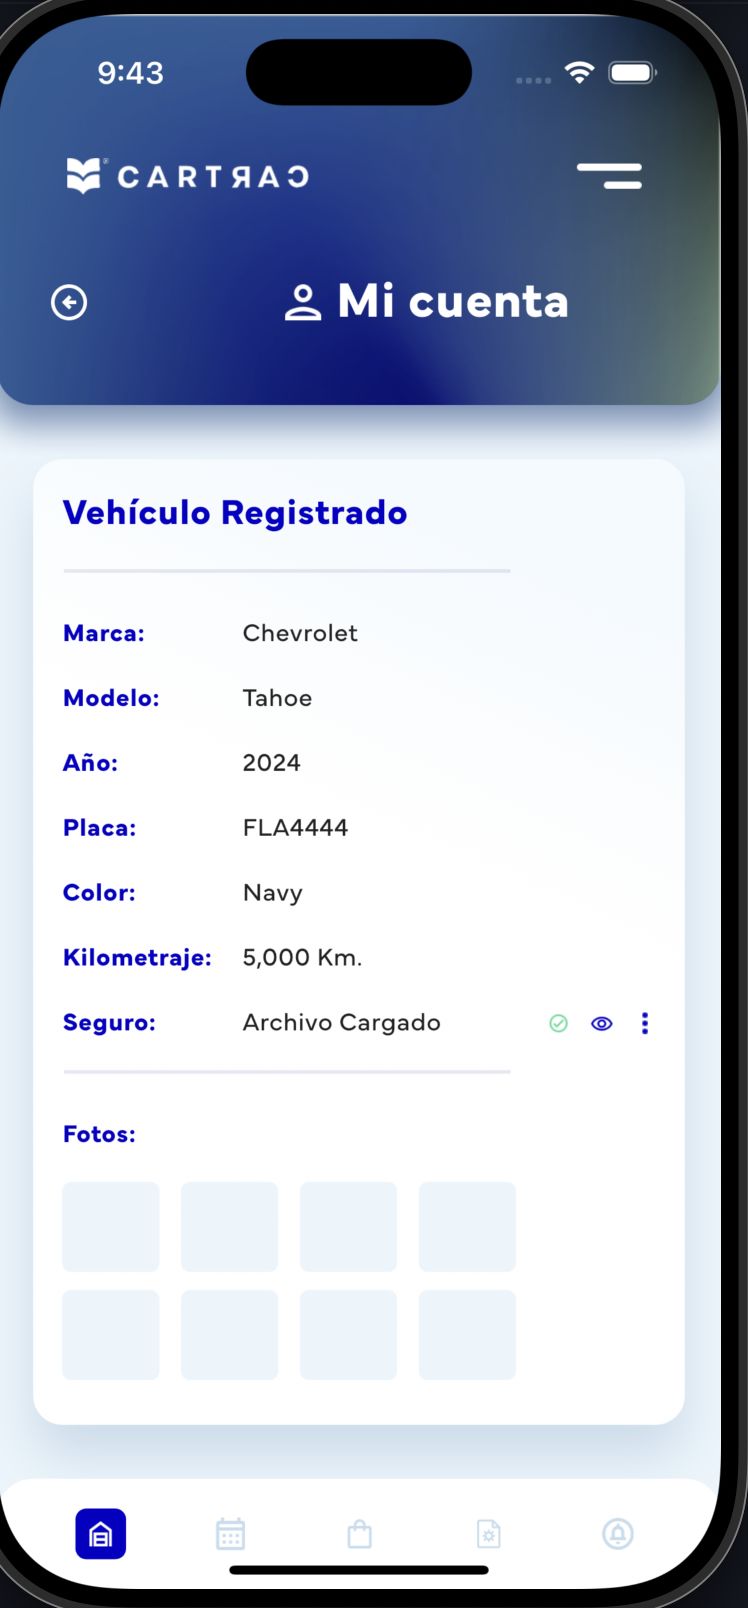 9:43
CARTRAC
Mi cuenta
Vehículo Registrado
Marca: Chevrolet
Modelo: Tahoe
Año: 2024
Placa: FLA4444
Color: Navy
Kilometraje: 5,000 Km.
Seguro: Archivo Cargado
Fotos: